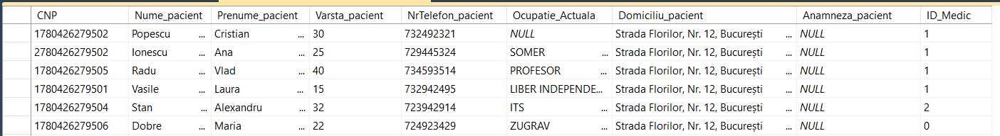 CNP Nume_pacient Prenume_pacient Varsta_pacient NrTelefon_pacient Ocupatie_Actuala Domiciliu_pacient Anamneza_pacient ID_Medic
1780426279502 Popescu ... Cristian ... 30 732492321 NULL Strada Florilor, Nr. 12, București ... NULL 1
2780426279502 Ionescu ... Ana ... 25 729445324 SOMER ... Strada Florilor, Nr. 12, București ... NULL 1
1780426279505 Radu ... Vlad ... 40 734593514 PROFESOR ... Strada Florilor, Nr. 12, București ... NULL 1
1780426279501 Vasile ... Laura ... 15 732942495 LIBER INDEPENDE... Strada Florilor, Nr. 12, București ... NULL 1
1780426279504 Stan ... Alexandru ... 32 723942914 ITS ... Strada Florilor, Nr. 12, București ... NULL 2
1780426279506 Dobre ... Maria ... 22 724923429 ZUGRAV ... Strada Florilor, Nr. 12, București ... NULL 0